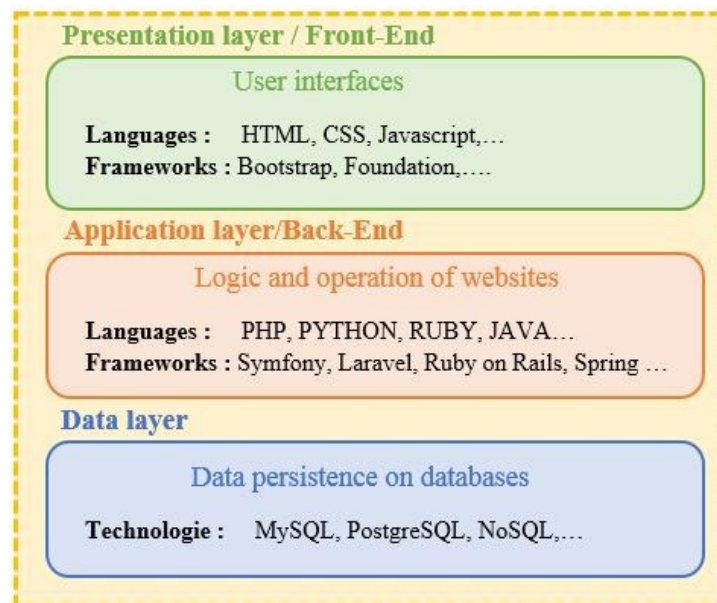 Presentation layer / Front-End
User interfaces
Languages : HTML, CSS, Javascript,…
Frameworks : Bootstrap, Foundation,….
Application layer/Back-End
Logic and operation of websites
Languages : PHP, PYTHON, RUBY, JAVA…
Frameworks : Symfony, Laravel, Ruby on Rails, Spring …
Data layer
Data persistence on databases
Technologie : MySQL, PostgreSQL, NoSQL,…